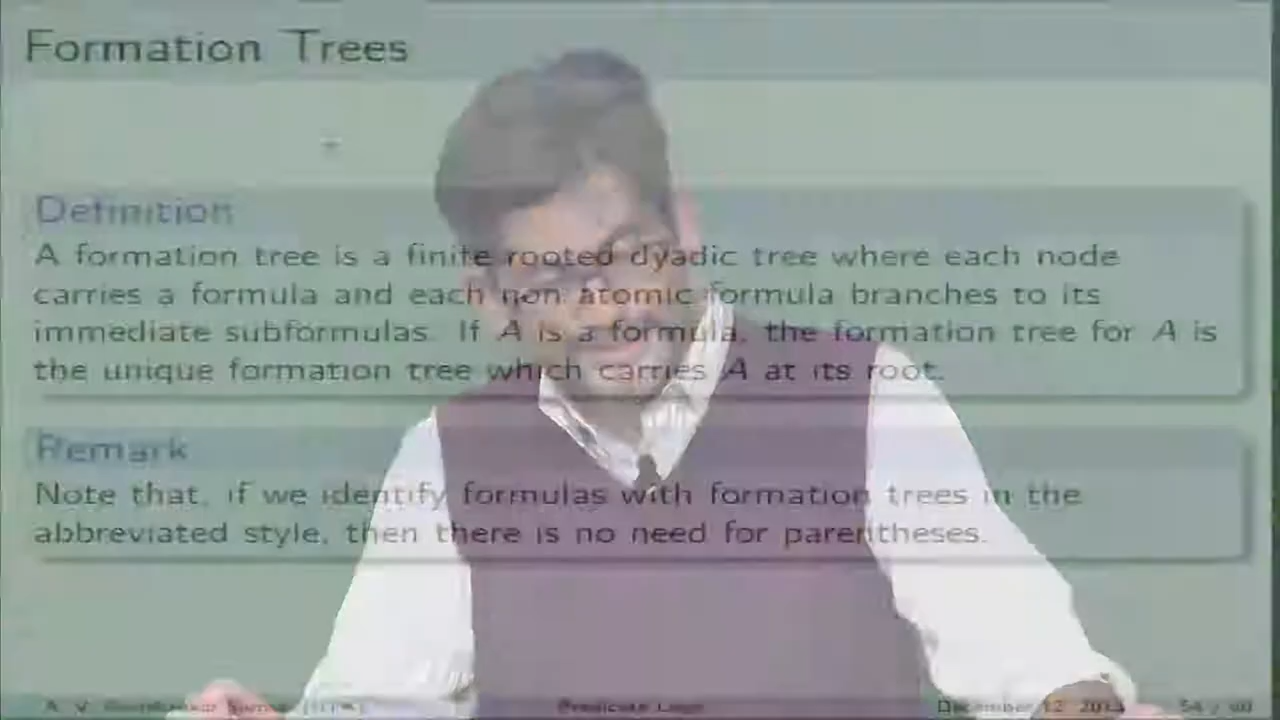 Formation Trees
Definition
A formation tree is a finite rooted dyadic tree where each node
carries a formula and each non atomic formula branches to its
immediate subformulas. If A is a formula, the formation tree for A is
the unique formation tree which carries A at its root.
Remark
Note that, if we identify formulas with formation trees in the
abbreviated style, then there is no need for parentheses.
A. V. Predicate Logic December 12, 54 /